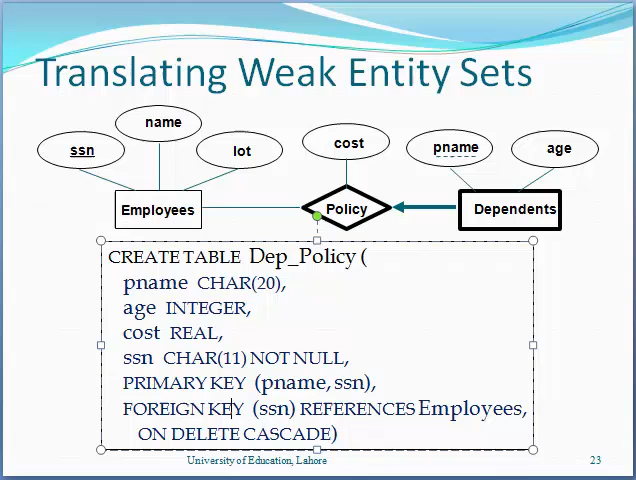 Translating Weak Entity Sets
name
ssn
lot
cost
pname
age
Employees
Policy
Dependents
CREATE TABLE Dep_Policy (
pname CHAR(20),
age INTEGER,
cost REAL,
ssn CHAR(11) NOT NULL,
PRIMARY KEY (pname, ssn),
FOREIGN KEY (ssn) REFERENCES Employees,
ON DELETE CASCADE)
University of Education, Lahore
23